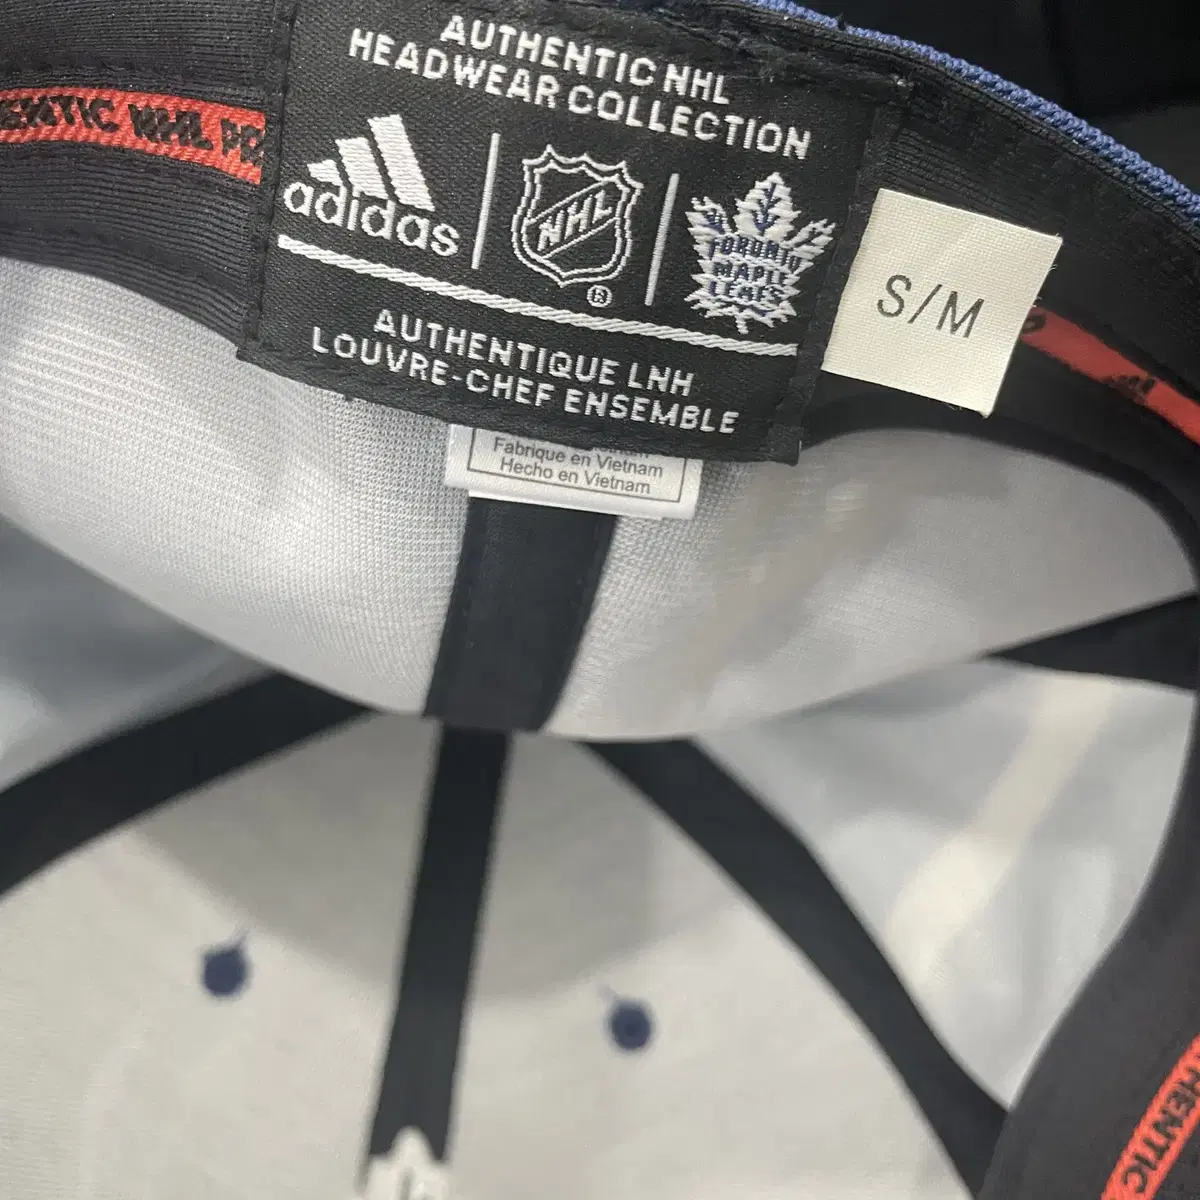 AUTHENTIC NHL
HEADWEAR COLLECTION
adidas
NHL
®
TORONTO
MAPLE
LEAFS
AUTHENTIQUE LNH
LOUVRE-CHEF ENSEMBLE
S/M
Fabrique en Vietnam
Hecho en Vietnam
NHL